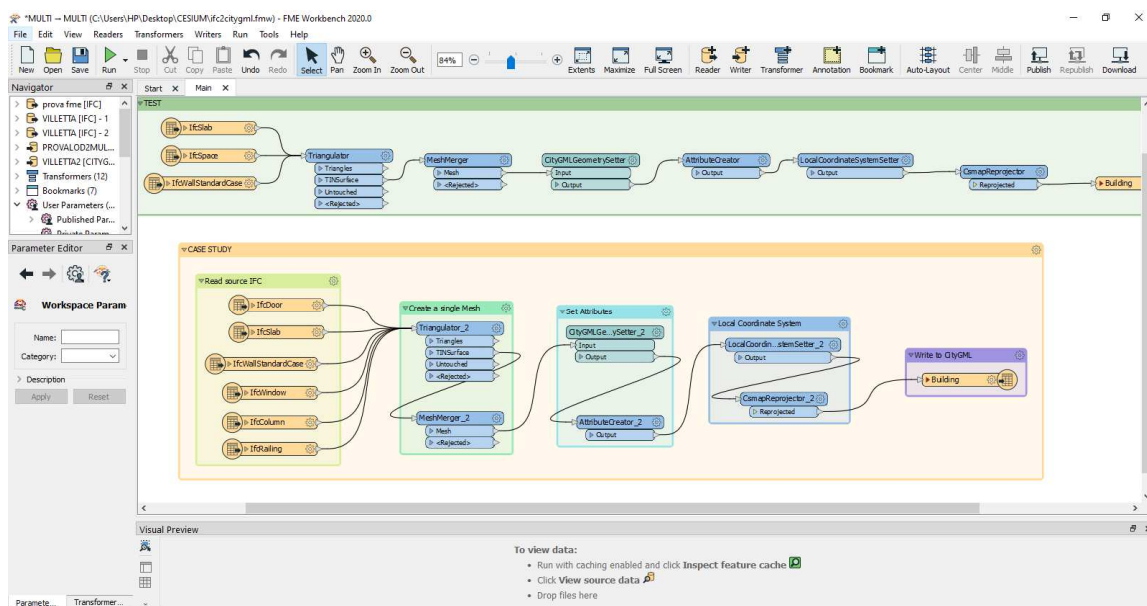 *MULTI → MULTI (C:\Users\HP\Desktop\CESIUM\ifc2citygml.fmw) - FME Workbench 2020.0
File Edit View Readers Transformers Writers Run Tools Help
New Open Save Run Stop Cut Copy Paste Undo Redo Select Pan Zoom In Zoom Out 84% Extents Maximize Full Screen Reader Writer Transformer Annotation Bookmark Auto-Layout Center Middle Publish Republish Download
Navigator
Start Main
prova fme [IFC]
VILLETTA [IFC] - 1
VILLETTA [IFC] - 2
PROVALOD2MUL...
VILLETTA2 [CITYG...
Transformers (12)
Bookmarks (7)
User Parameters (...
Published Par...
Private Param...
TEST
IfcSlab
IfcSpace
IfcWallStandardCase
Triangulator
Triangles
TINSurface
Untouched
<Rejected>
MeshMerger
Mesh
<Rejected>
CityGMLGeometrySetter
Input
Output
AttributeCreator
Output
LocalCoordinateSystemSetter
Output
CsmapReprojector
Reprojected
Building
Parameter Editor
Workspace Param
Name:
Category:
Description
Apply Reset
CASE STUDY
Read source IFC
IfcDoor
IfcSlab
IfcWallStandardCase
IfcWindow
IfcColumn
IfcRailing
Create a single Mesh
Triangulator_2
Triangles
TINSurface
Untouched
<Rejected>
MeshMerger_2
Mesh
<Rejected>
Set Attributes
CityGMLGe...ySetter_2
Input
Output
AttributeCreator_2
Output
Local Coordinate System
LocalCoordin...stemSetter_2
Output
CsmapReprojector_2
Reprojected
Write to CityGML
Building
Visual Preview
To view data:
• Run with caching enabled and click Inspect feature cache
• Click View source data
• Drop files here
Paramete... Transformer...